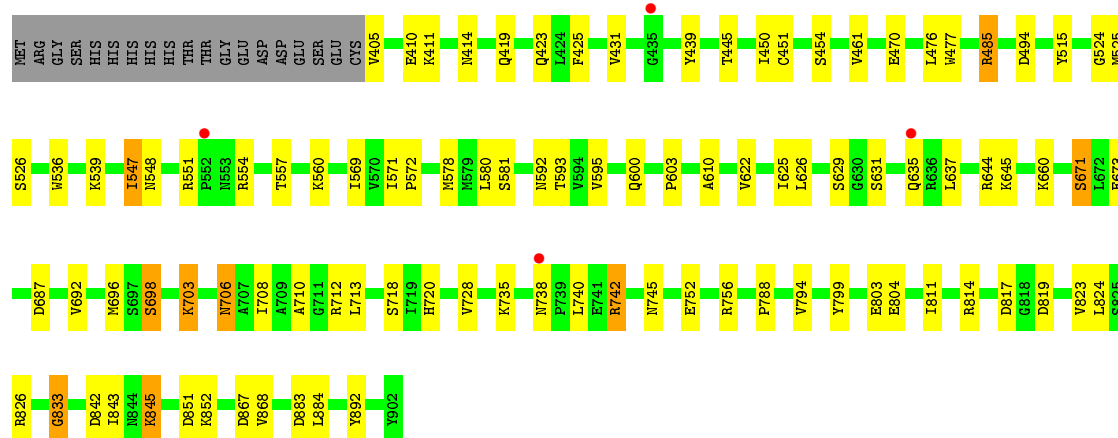 MET ARG GLY SER HIS HIS HIS HIS HIS HIS THR THR GLY GLU ASP ASP GLU SER GLU CYS V405 E410 K411 N414 Q419 Q423 L424 F425 V431 G435 Y439 T445 I450 C451 S454 V461 E470 L476 W477 R485 D494 Y515 G524 M525
S526 W536 K539 I547 N548 R551 P552 N553 R554 T557 K560 I569 V570 I571 P572 M578 M579 L580 S581 N592 T593 V594 V595 Q600 P603 A610 V622 I625 L626 S629 G630 S631 Q635 R636 L637 R644 K645 K660 S671 L672
D687 V692 M696 S697 S698 K703 N706 A707 I708 A709 A710 G711 R712 L713 S718 I719 H720 V728 K735 N738 P739 L740 E741 R742 N745 E752 R756 P788 V794 Y799 E803 E804 I811 R814 D817 G818 D819 V823 L824
R826 G833 D842 I843 N844 K845 D851 K852 D867 V868 D883 L884 Y892 Y902